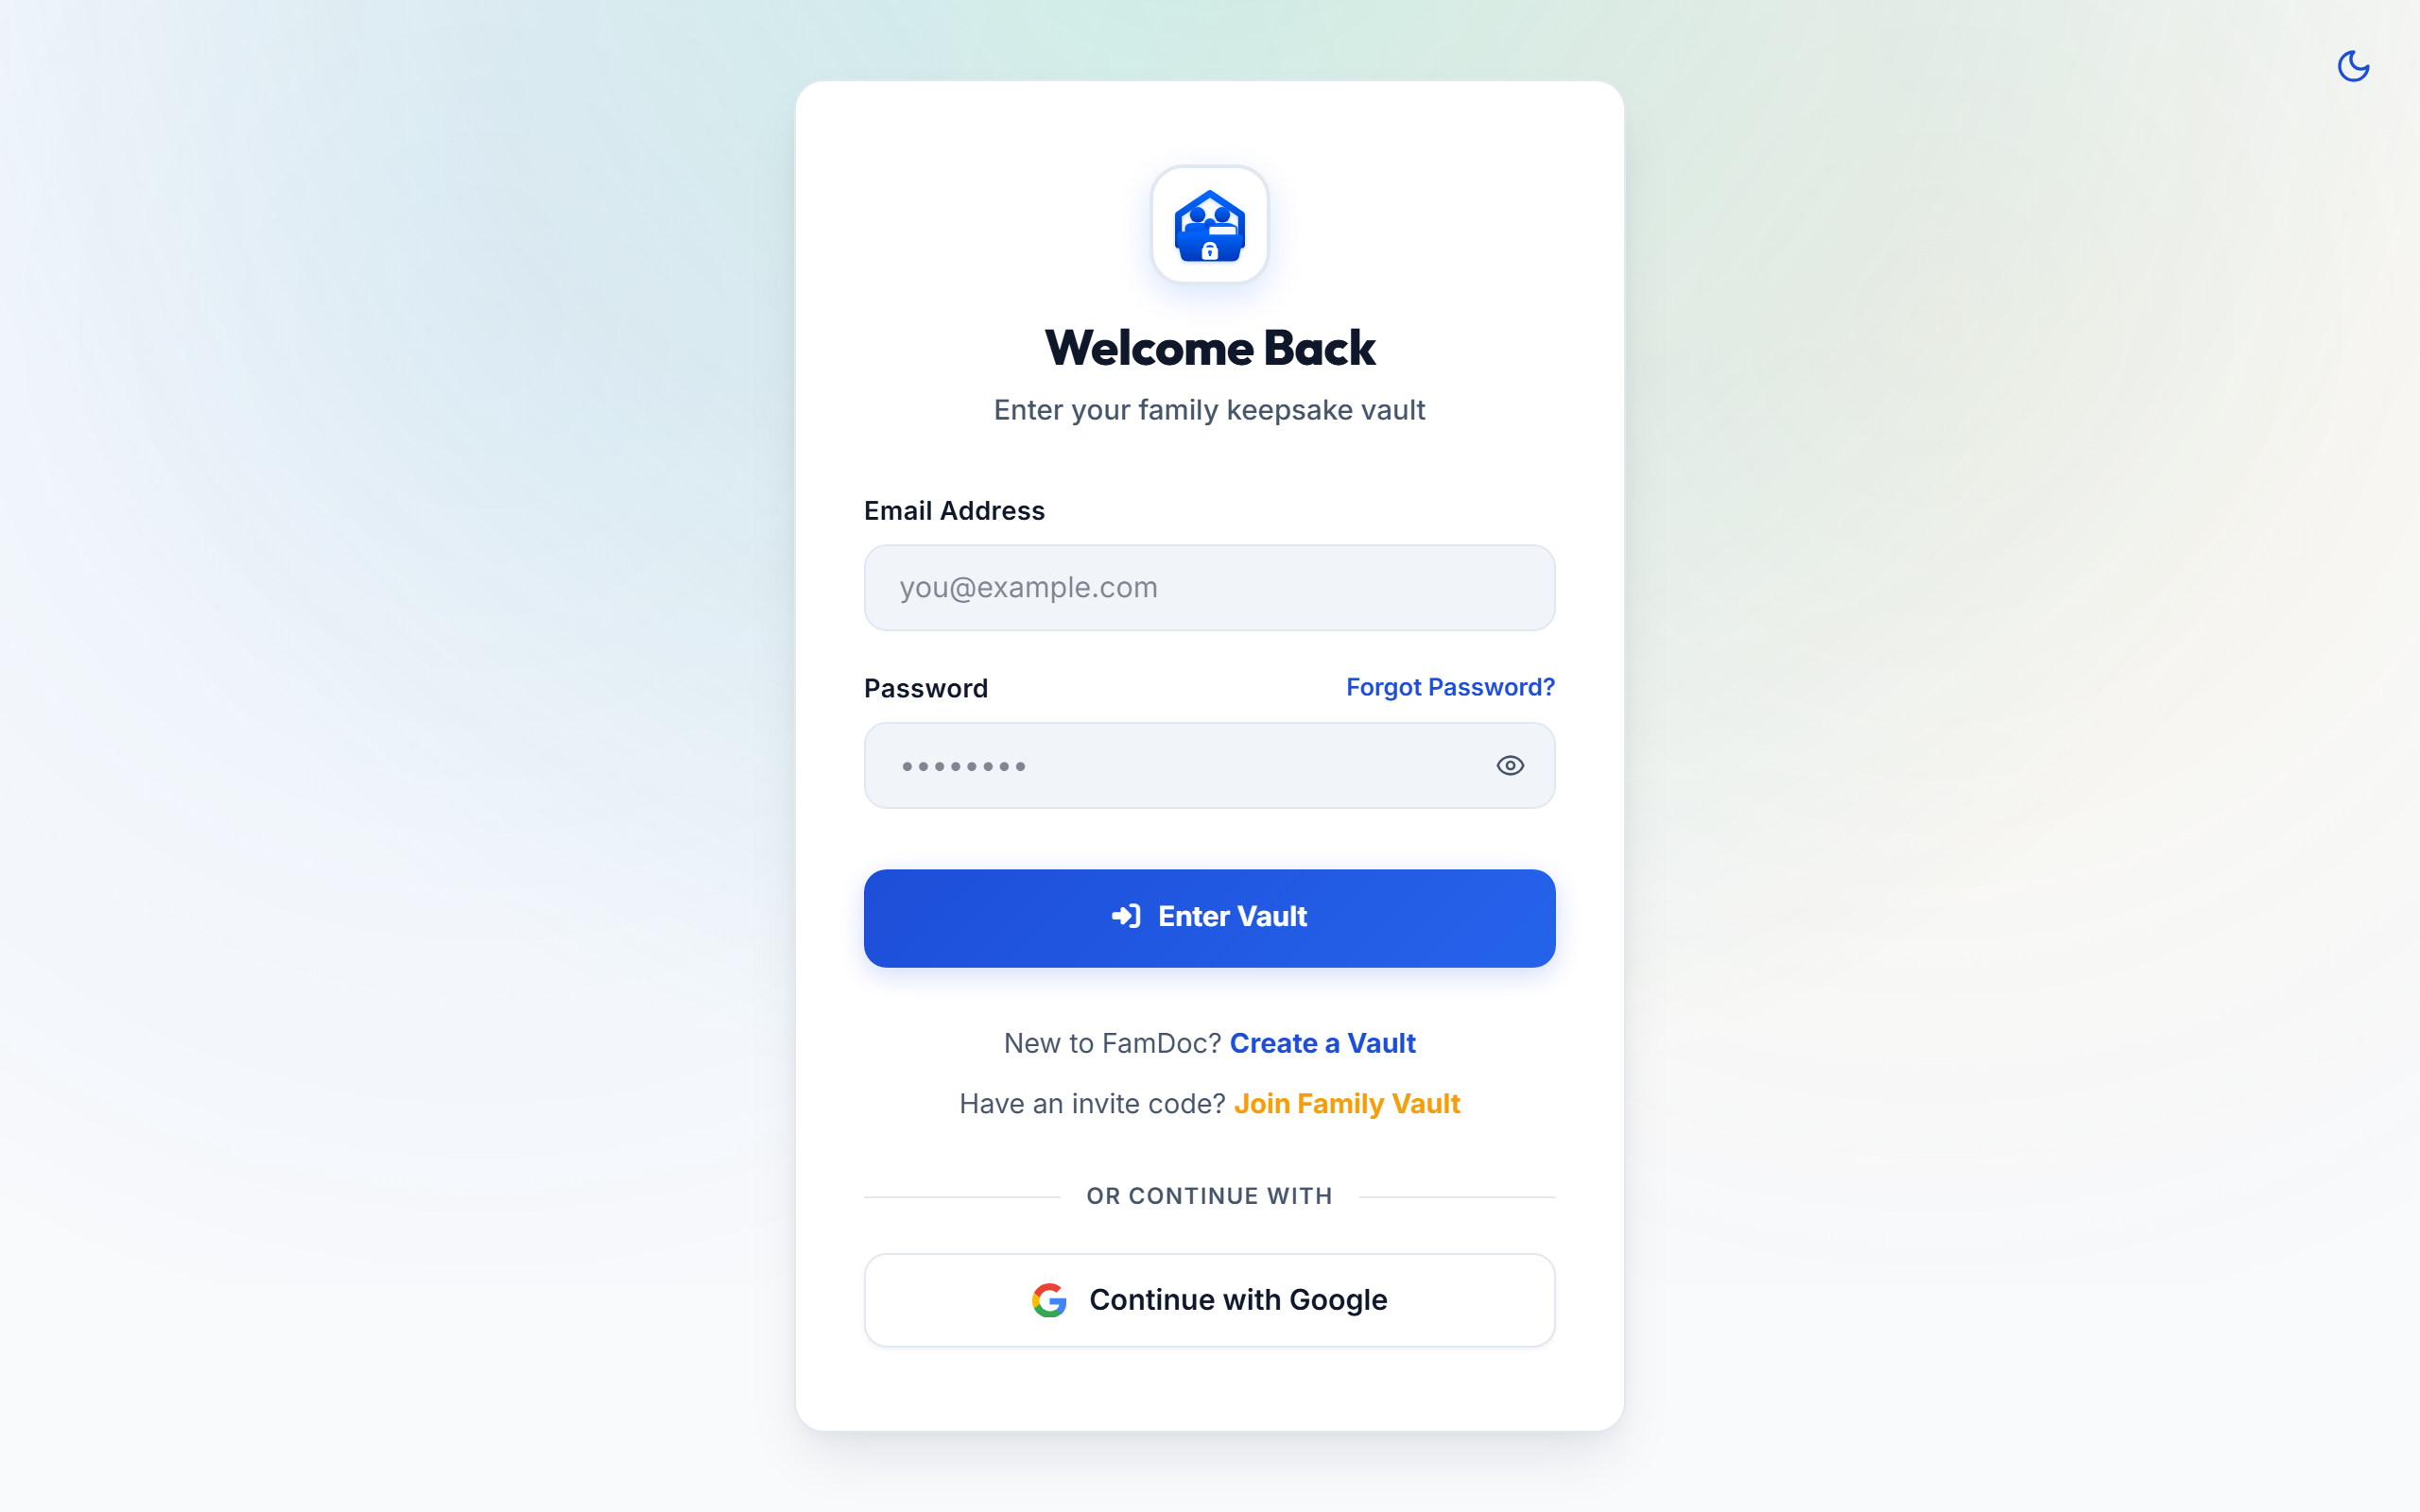 Welcome Back
Enter your family keepsake vault
Email Address
you@example.com
Password
Forgot Password?
••••••••
Enter Vault
New to FamDoc? Create a Vault
Have an invite code? Join Family Vault
OR CONTINUE WITH
Continue with Google